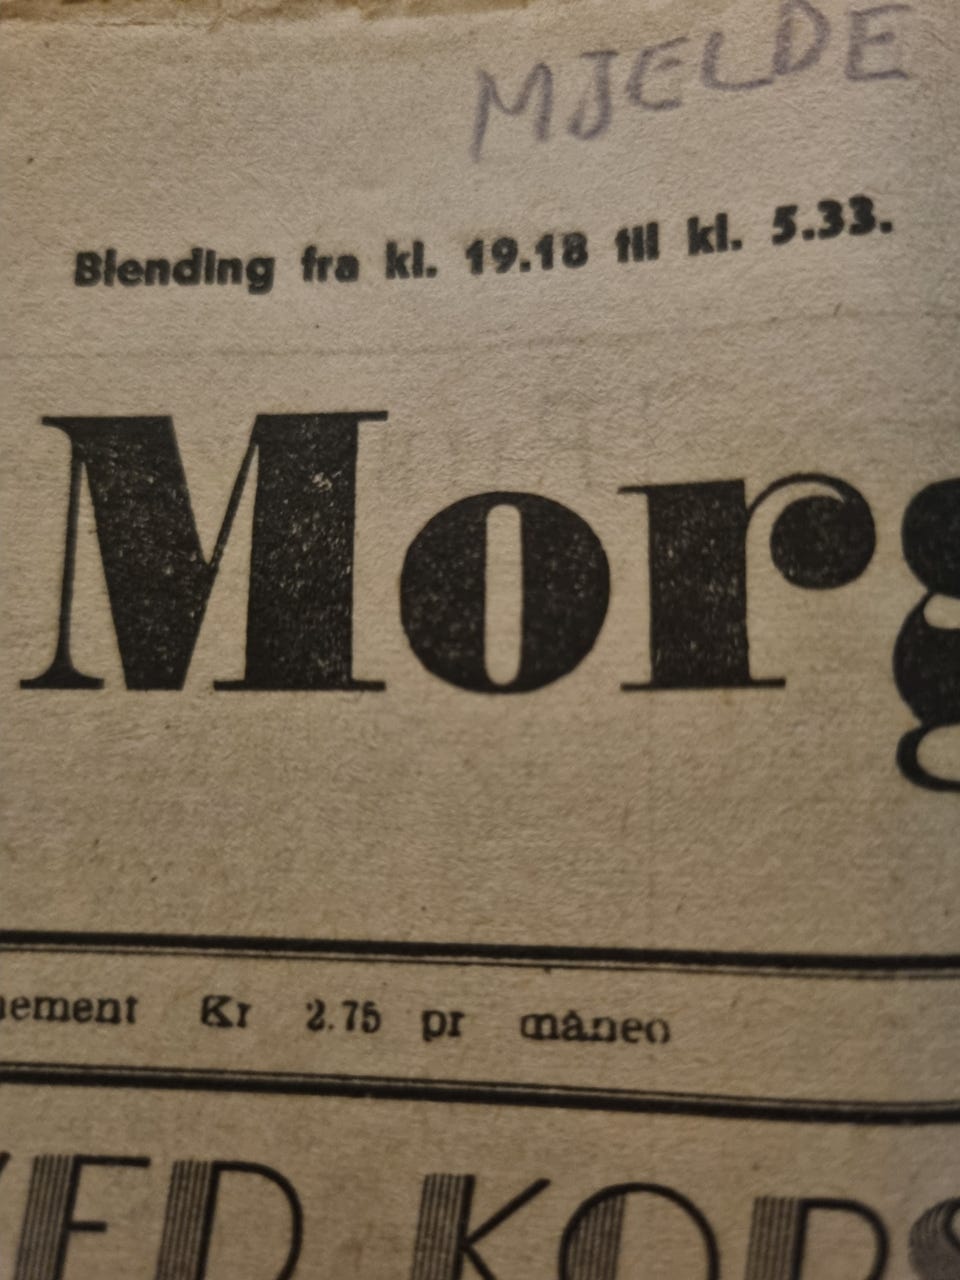 MJELDE
Blending fra kl. 19.18 til kl. 5.33.
Morg
nement Kr 2.75 pr måned
VED KORS